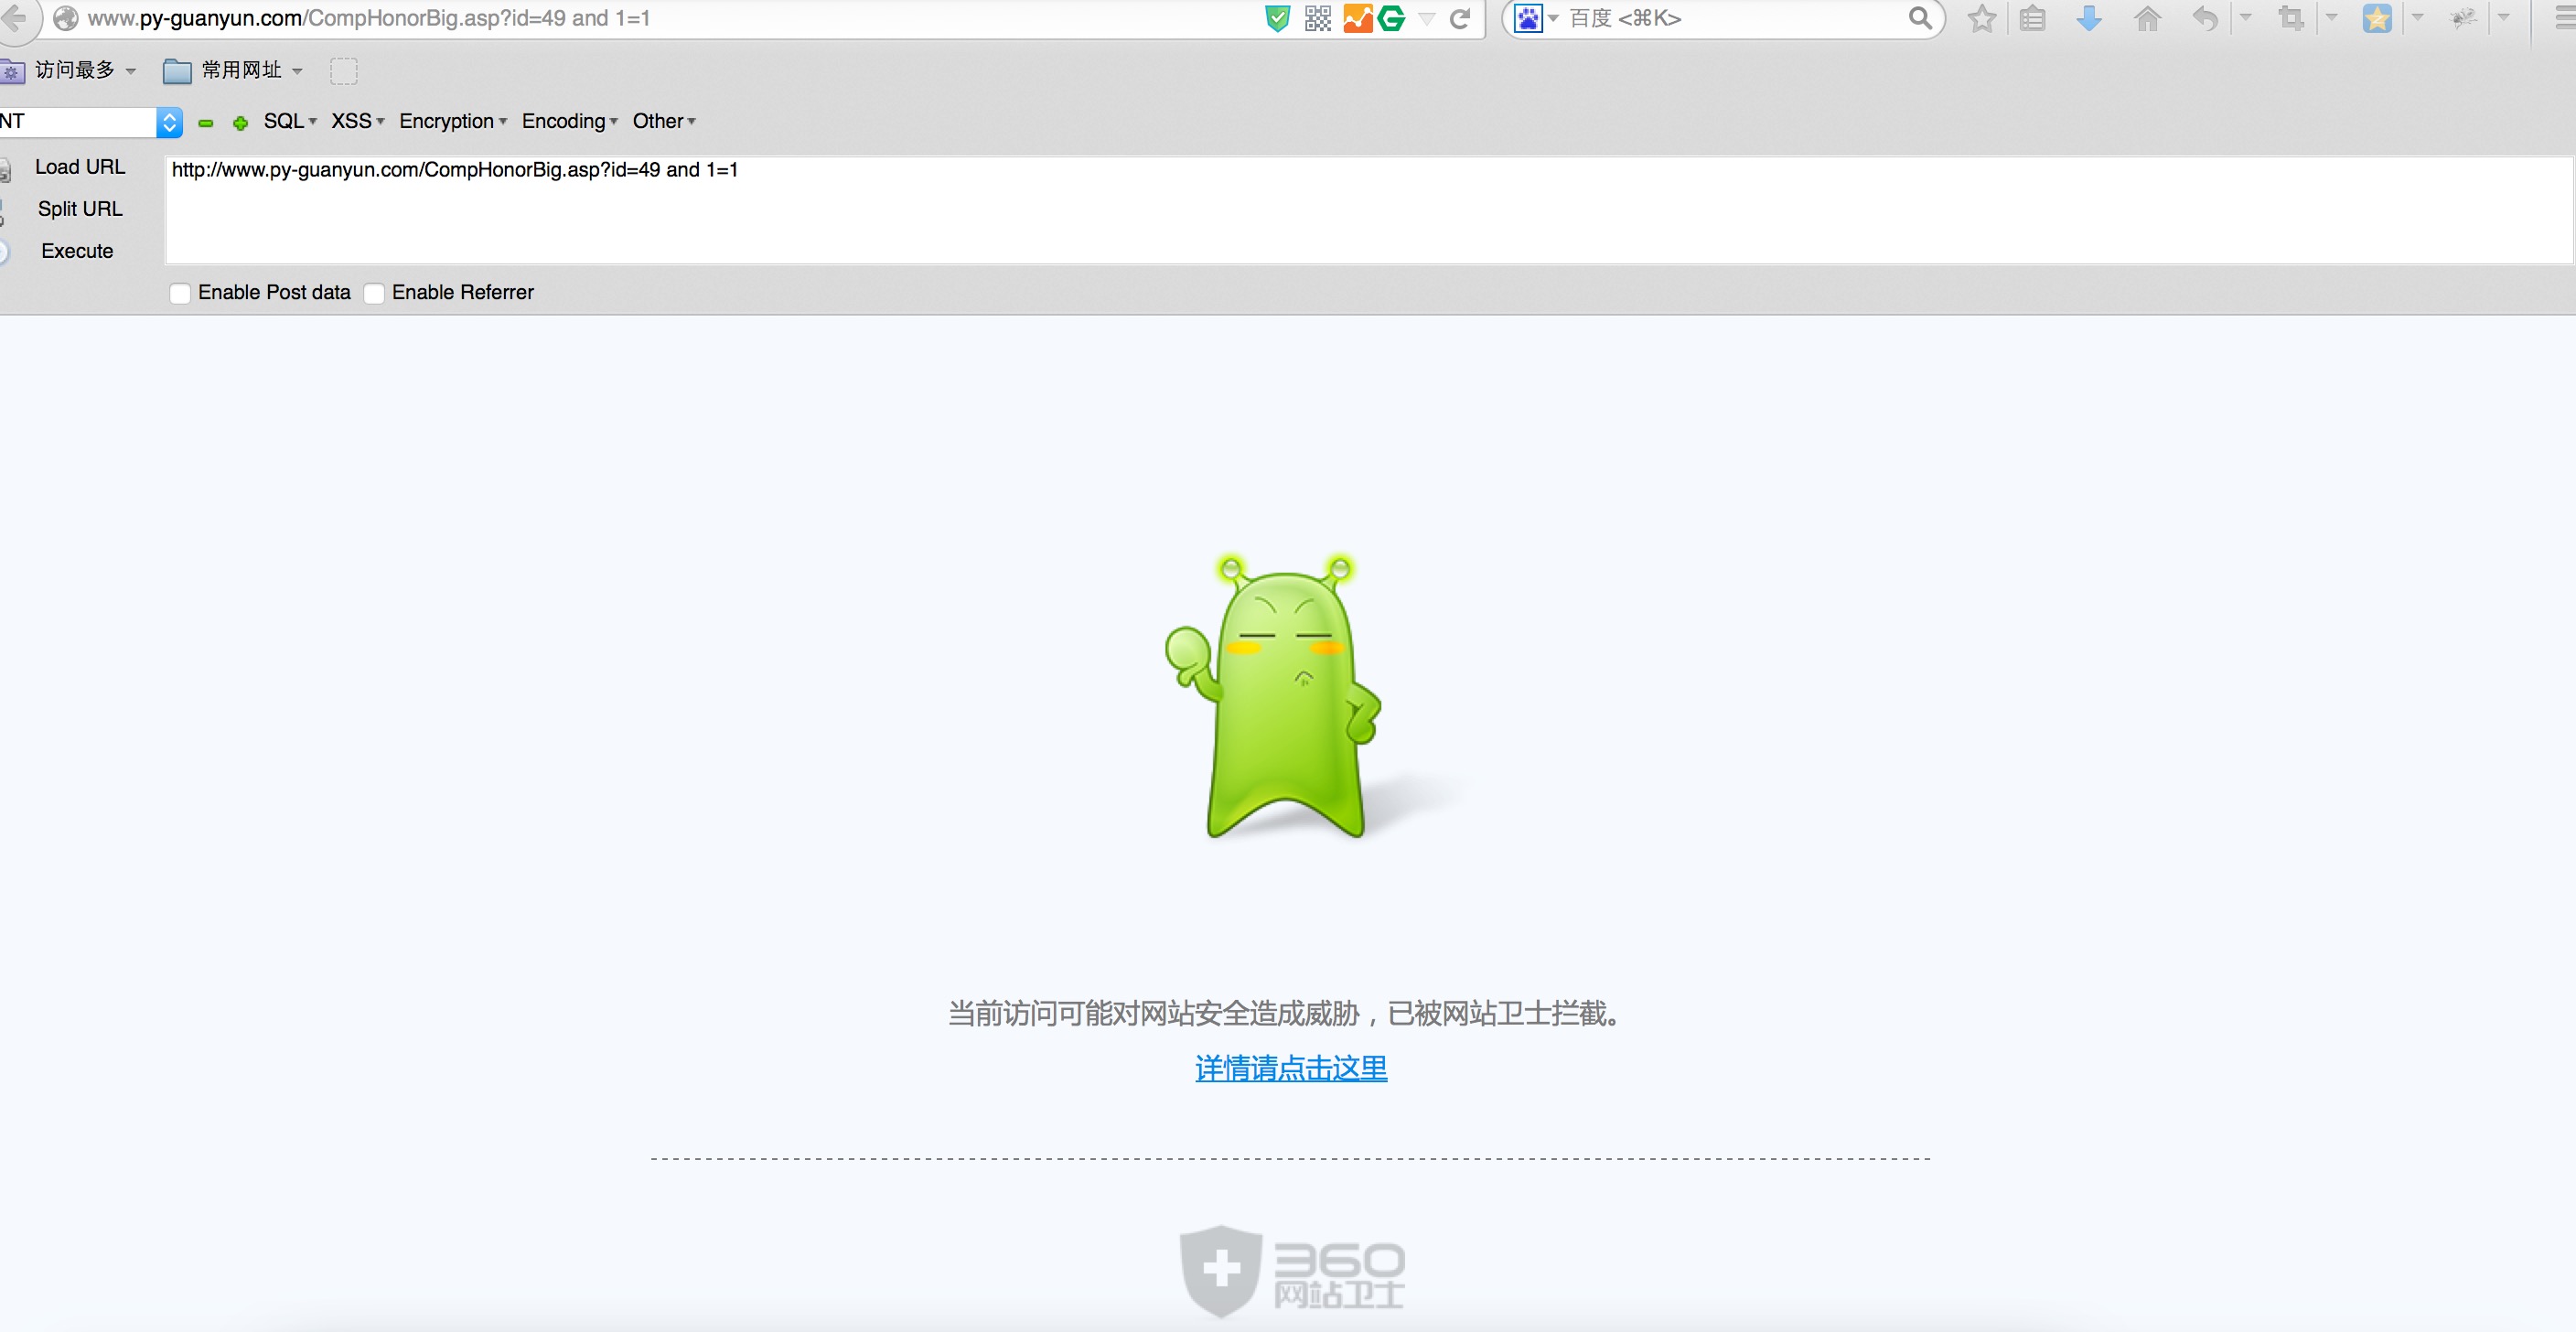 www.py-guanyun.com/CompHonorBig.asp?id=49 and 1=1
百度 <⌘K>
访问最多 常用网址
NT SQL XSS Encryption Encoding Other
Load URL http://www.py-guanyun.com/CompHonorBig.asp?id=49 and 1=1
Split URL
Execute
Enable Post data Enable Referrer
当前访问可能对网站安全造成威胁，已被网站卫士拦截。
详情请点击这里
360
网站卫士